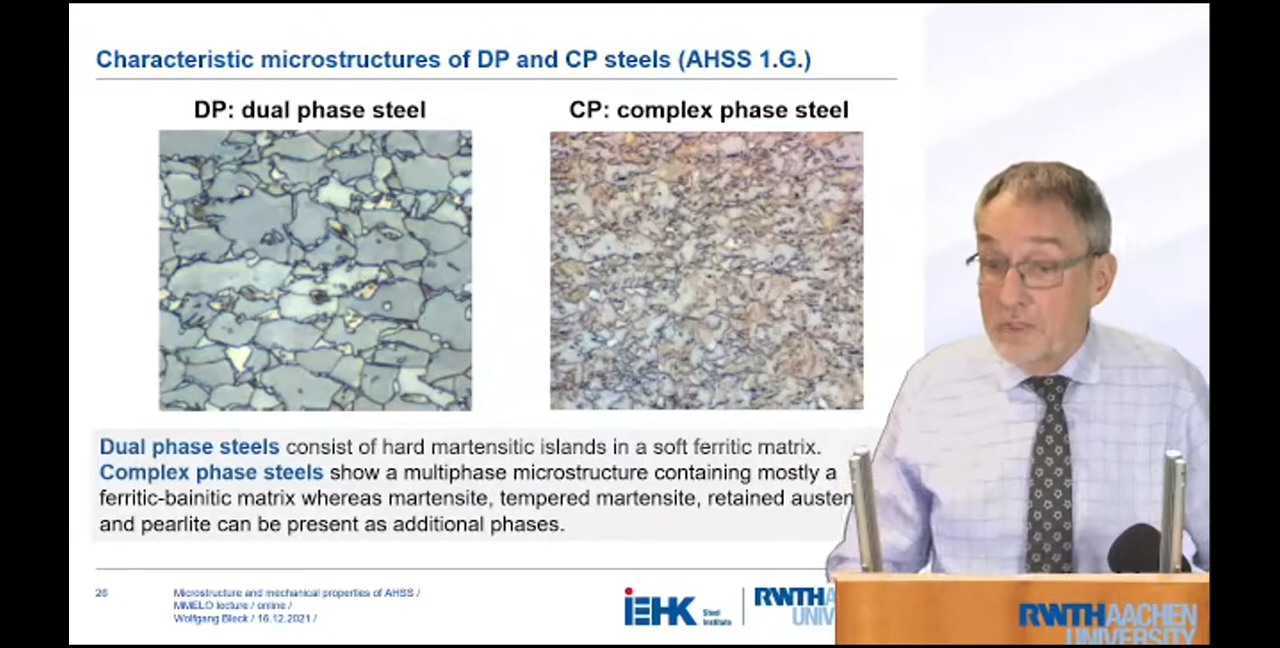 Characteristic microstructures of DP and CP steels (AHSS 1.G.)
DP: dual phase steel
CP: complex phase steel
Dual phase steels consist of hard martensitic islands in a soft ferritic matrix.
Complex phase steels show a multiphase microstructure containing mostly a
ferritic-bainitic matrix whereas martensite, tempered martensite, retained austen
and pearlite can be present as additional phases.
26
Microstructure and mechanical properties of AHSS /
MMELO lecture / online /
Wolfgang Bleck / 16.12.2021 /
iEHK Steel
Institute
RWTHA
UNIV
RWTHAACHEN
UNIVERSITY